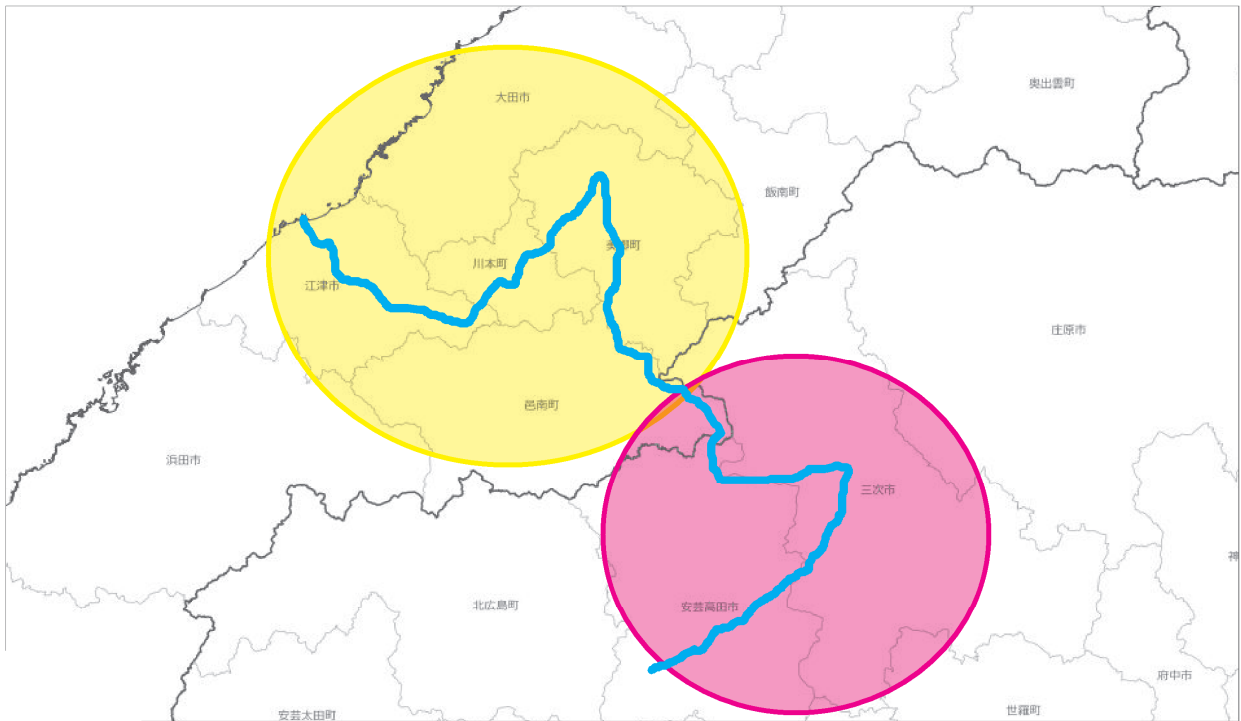 奥出雲町
大田市
飯南町
川本町
江津市
庄原市
邑南町
浜田市
三次市
北広島町
安芸高田市
府中市
世羅町
安芸太田町